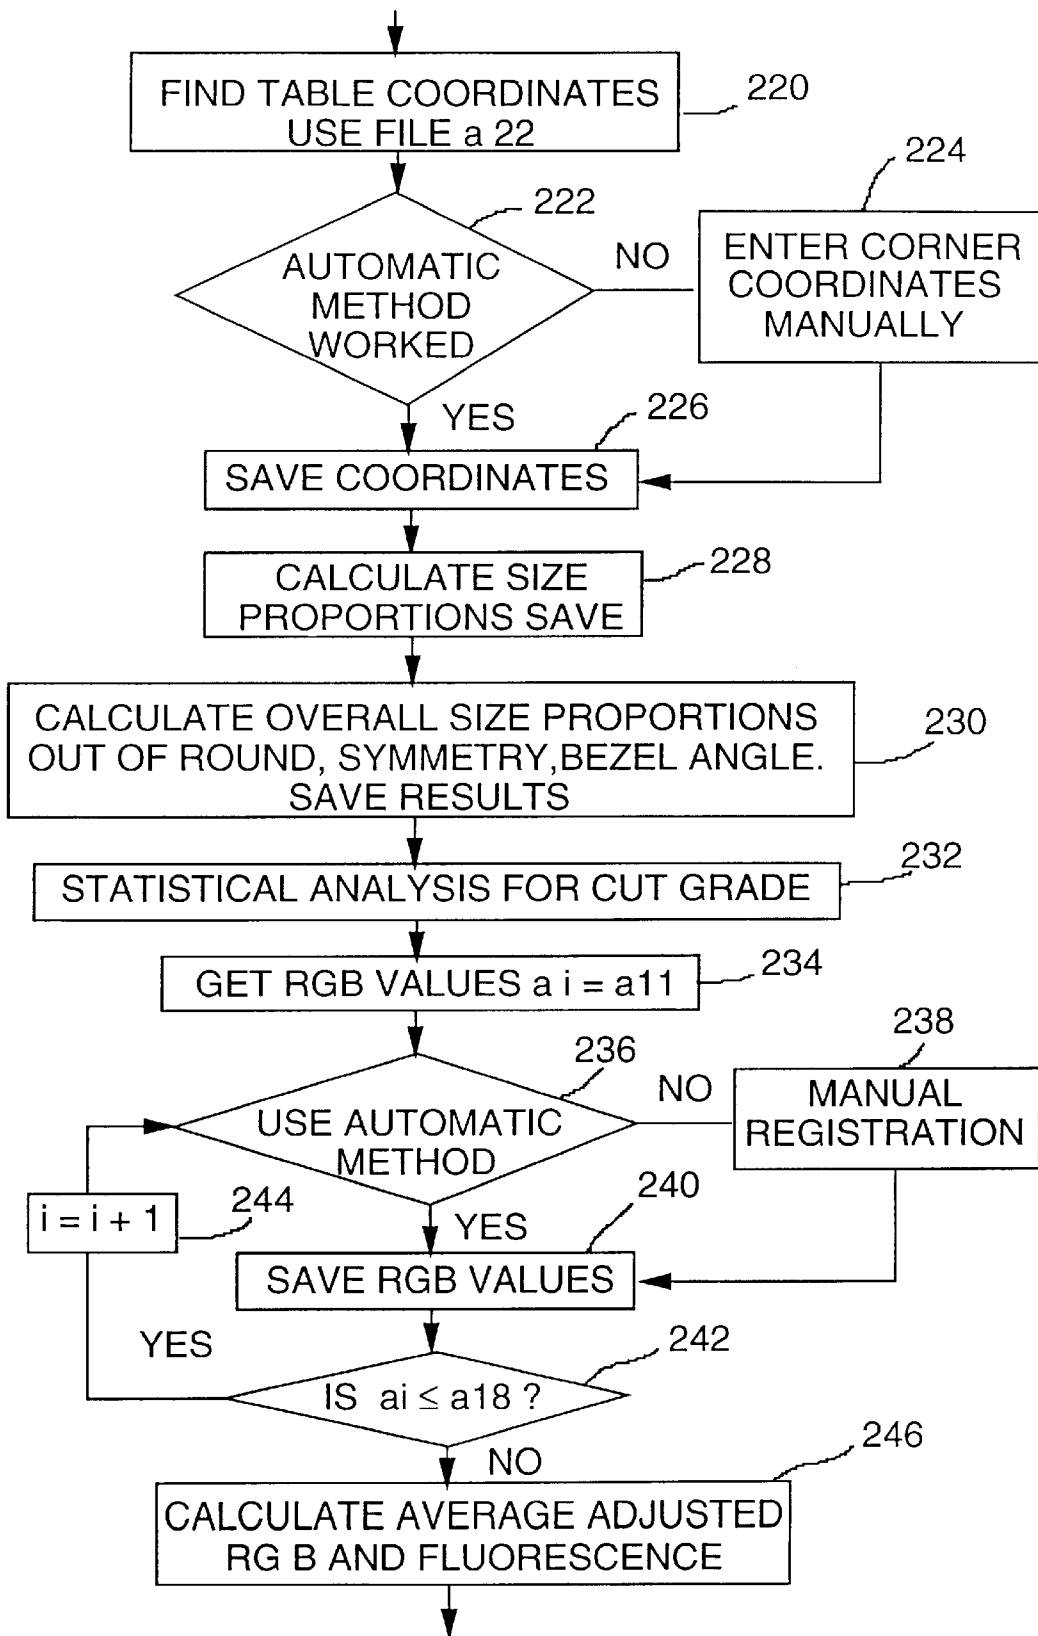 FIND TABLE COORDINATES
USE FILE a 22
220
222
AUTOMATIC
METHOD
WORKED
NO
224
ENTER CORNER
COORDINATES
MANUALLY
YES
226
SAVE COORDINATES
CALCULATE SIZE
PROPORTIONS SAVE
228
CALCULATE OVERALL SIZE PROPORTIONS
OUT OF ROUND, SYMMETRY,BEZEL ANGLE.
SAVE RESULTS
230
STATISTICAL ANALYSIS FOR CUT GRADE
232
GET RGB VALUES a i = a11
234
236
USE AUTOMATIC
METHOD
NO
238
MANUAL
REGISTRATION
i = i + 1
244
YES
240
SAVE RGB VALUES
YES
242
IS ai ≤ a18 ?
NO
246
CALCULATE AVERAGE ADJUSTED
RG B AND FLUORESCENCE